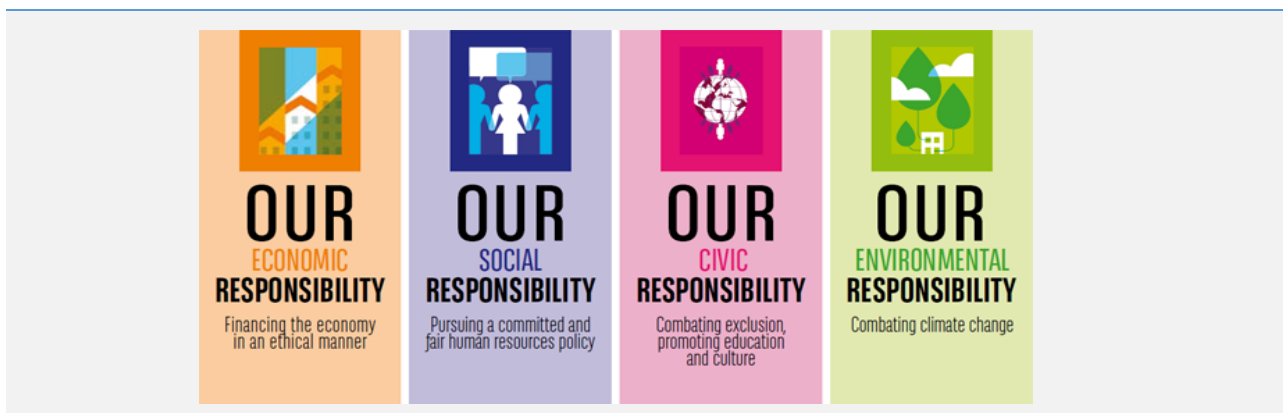 OUR
ECONOMIC
RESPONSIBILITY
Financing the economy
in an ethical manner
OUR
SOCIAL
RESPONSIBILITY
Pursuing a committed and
fair human resources policy
OUR
CIVIC
RESPONSIBILITY
Combating exclusion,
promoting education
and culture
OUR
ENVIRONMENTAL
RESPONSIBILITY
Combating climate change